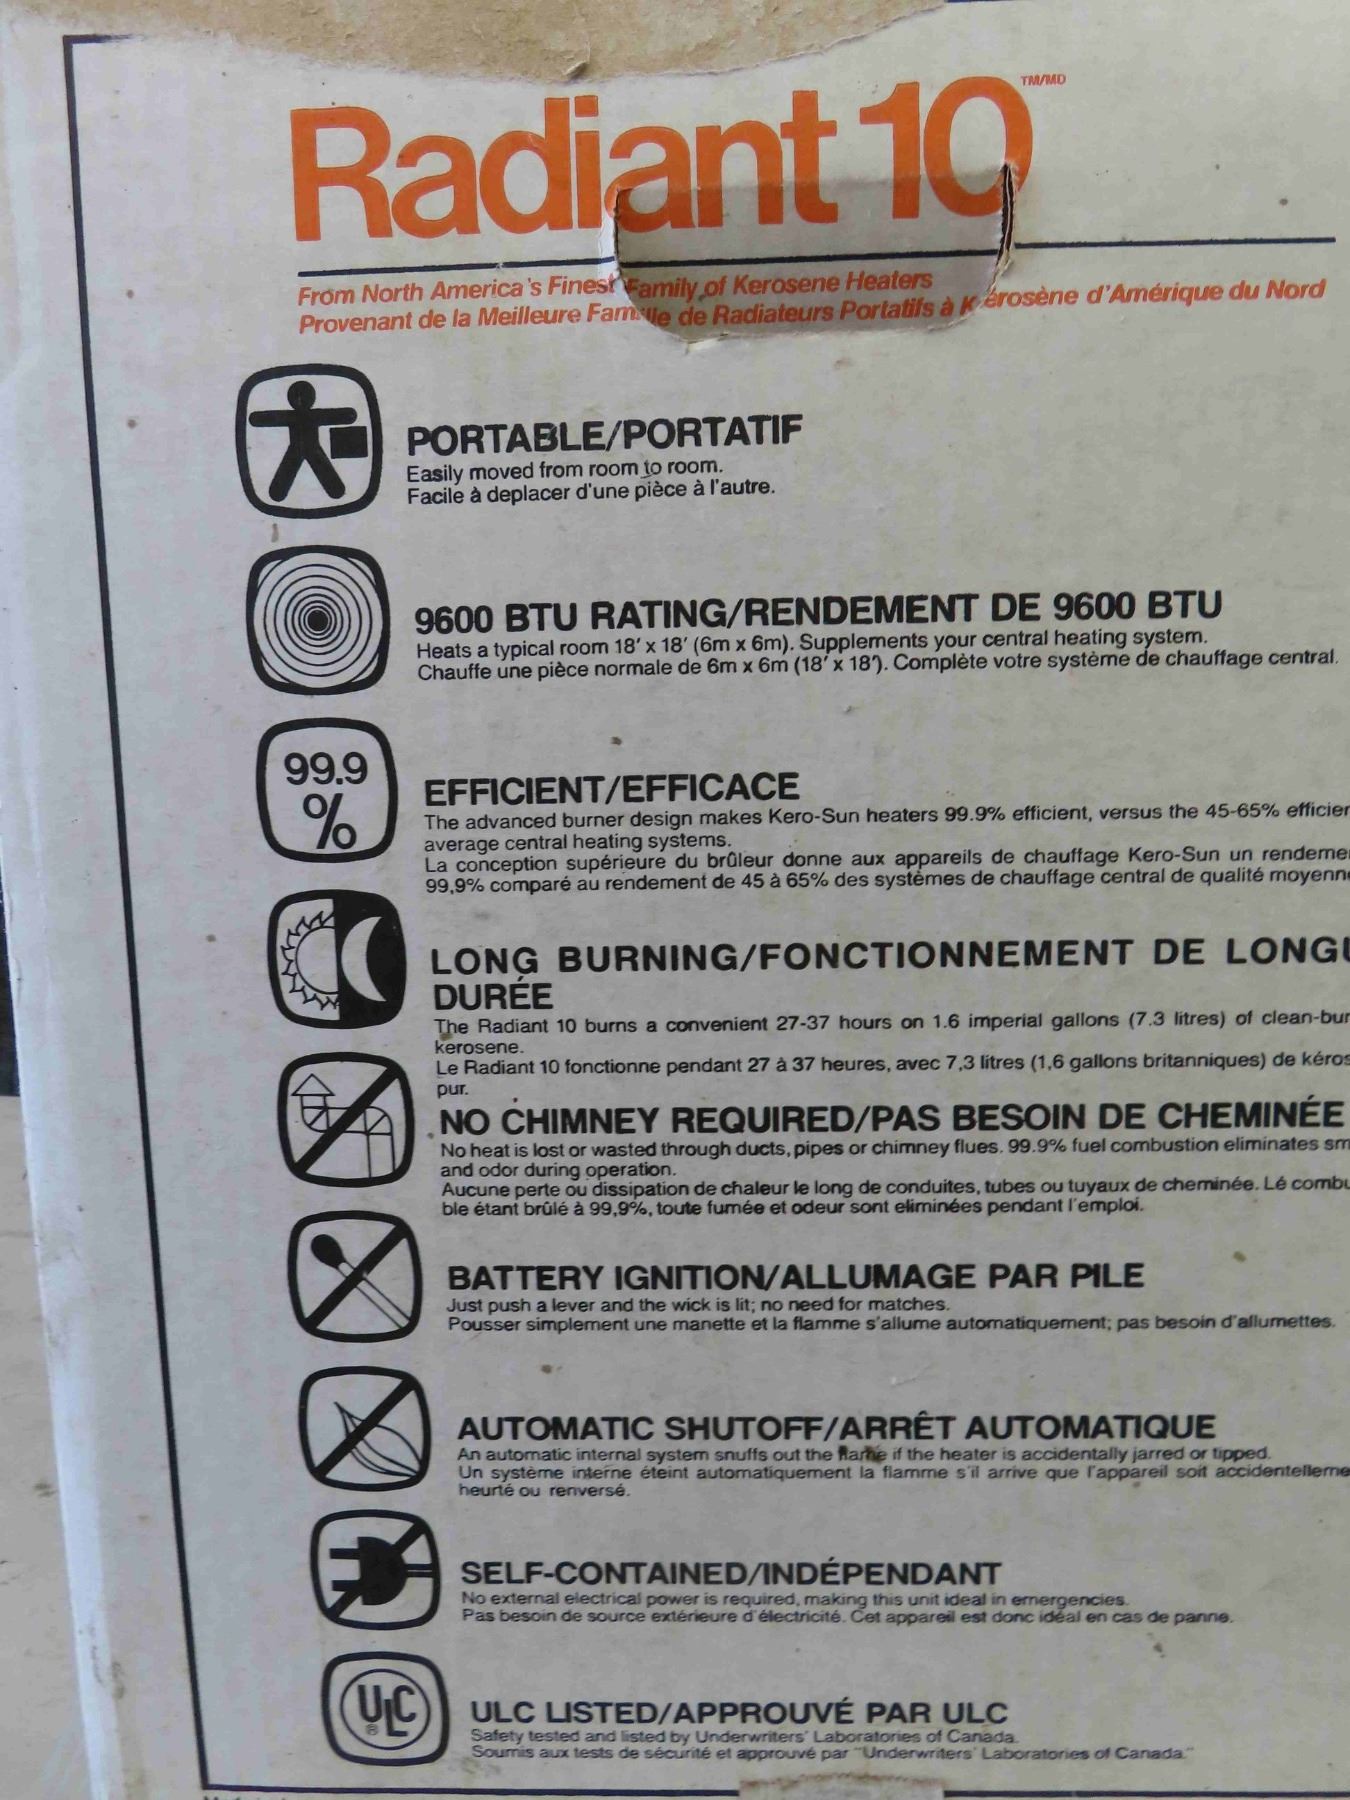 Radiant 10 TM/MD
From North America's Finest Family of Kerosene Heaters
Provenant de la Meilleure Famille de Radiateurs Portatifs à Kérosène d'Amérique du Nord
PORTABLE/PORTATIF
Easily moved from room to room.
Facile à deplacer d'une pièce à l'autre.
9600 BTU RATING/RENDEMENT DE 9600 BTU
Heats a typical room 18' x 18' (6m x 6m). Supplements your central heating system.
Chauffe une pièce normale de 6m x 6m (18' x 18'). Complète votre système de chauffage central.
99.9
%
EFFICIENT/EFFICACE
The advanced burner design makes Kero-Sun heaters 99.9% efficient, versus the 45-65% efficien
average central heating systems.
La conception supérieure du brûleur donne aux appareils de chauffage Kero-Sun un rendeme
99,9% comparé au rendement de 45 à 65% des systèmes de chauffage central de qualité moyenne
LONG BURNING/FONCTIONNEMENT DE LONGU
DURÉE
The Radiant 10 burns a convenient 27-37 hours on 1.6 imperial gallons (7.3 litres) of clean-bur
kerosene.
Le Radiant 10 fonctionne pendant 27 à 37 heures, avec 7,3 litres (1,6 gallons britanniques) de kéros
pur.
NO CHIMNEY REQUIRED/PAS BESOIN DE CHEMINÉE
No heat is lost or wasted through ducts, pipes or chimney flues. 99.9% fuel combustion eliminates sm
and odor during operation.
Aucune perte ou dissipation de chaleur le long de conduites, tubes ou tuyaux de cheminée. Lé combu
ble étant brûlé à 99,9%, toute fumée et odeur sont eliminées pendant l'emploi.
BATTERY IGNITION/ALLUMAGE PAR PILE
Just push a lever and the wick is lit; no need for matches.
Pousser simplement une manette et la flamme s'allume automatiquement; pas besoin d'allumettes.
AUTOMATIC SHUTOFF/ARRÊT AUTOMATIQUE
An automatic internal system snuffs out the flame if the heater is accidentally jarred or tipped.
Un système interne éteint automatiquement la flamme s'il arrive que l'appareil soit accidentelleme
heurté ou renversé.
SELF-CONTAINED/INDÉPENDANT
No external electrical power is required, making this unit ideal in emergencies.
Pas besoin de source extérieure d'électricité. Cet appareil est donc idéal en cas de panne.
ULC ®
ULC LISTED/APPROUVÉ PAR ULC
Safety tested and listed by Underwriters' Laboratories of Canada.
Soumis aux tests de sécurité et approuvé par "Underwriters' Laboratories of Canada."